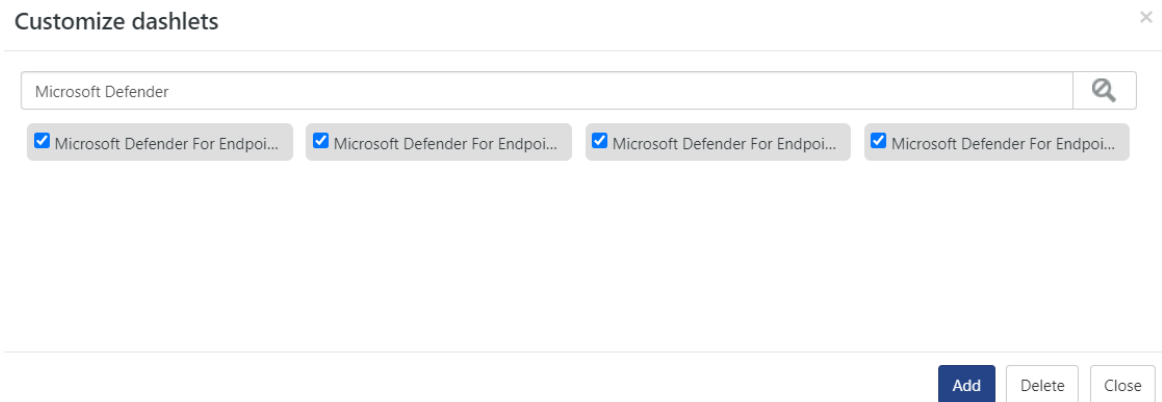 Customize dashlets
Microsoft Defender
Microsoft Defender For Endpoi... Microsoft Defender For Endpoi... Microsoft Defender For Endpoi... Microsoft Defender For Endpoi...
Add Delete Close